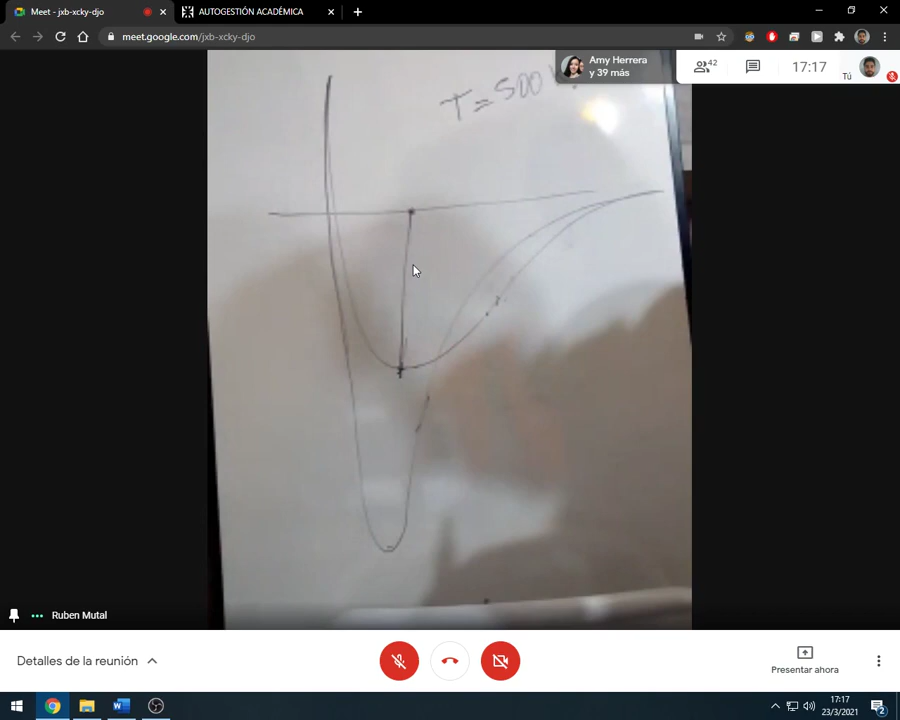 Meet - jxb-xcky-djo
AUTOGESTIÓN ACADÉMICA
meet.google.com/jxb-xcky-djo
Amy Herrera
y 39 más
42
17:17
Tú
T = 500
Ruben Mutal
Detalles de la reunión
Presentar ahora
17:17
23/3/2021
2